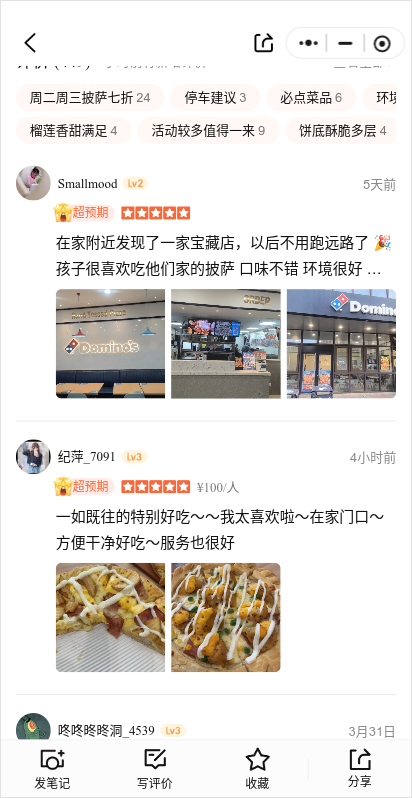 周二周三披萨七折 24
停车建议 3
必点菜品 6
环境
榴莲香甜满足 4
活动较多值得一来 9
饼底酥脆多层 4
Smallmood Lv2
5天前
超预期
在家附近发现了一家宝藏店，以后不用跑远路了 🎉
孩子很喜欢吃他们家的披萨 口味不错 环境很好 ...
Domino's
ORDER
Domino
纪萍_7091 Lv3
4小时前
超预期 ¥100/人
一如既往的特别好吃～～我太喜欢啦～在家门口～
方便干净好吃～服务也很好
咚咚咚咚洞_4539 Lv3
3月31日
发笔记
写评价
收藏
分享